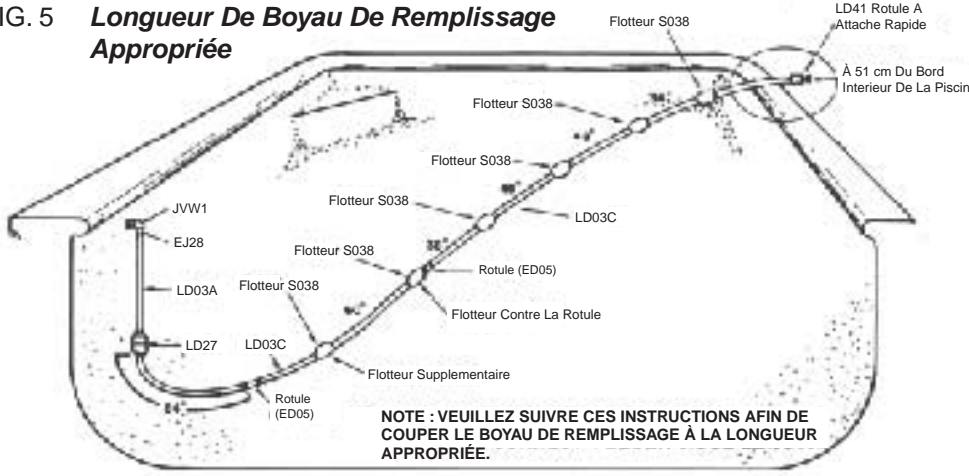 IG. 5 Longueur De Boyau De Remplissage
Appropriée
Flotteur S038
LD41 Rotule A
Attache Rapide
À 51 cm Du Bord
Interieur De La Piscin
Flotteur S038
Flotteur S038
Flotteur S038
LD03C
JVW1
EJ28
Flotteur S038
Rotule (ED05)
LD03A
Flotteur S038
Flotteur Contre La Rotule
LD27
LD03C
Flotteur Supplementaire
Rotule
(ED05)
NOTE : VEUILLEZ SUIVRE CES INSTRUCTIONS AFIN DE
COUPER LE BOYAU DE REMPLISSAGE À LA LONGUEUR
APPROPRIÉE.